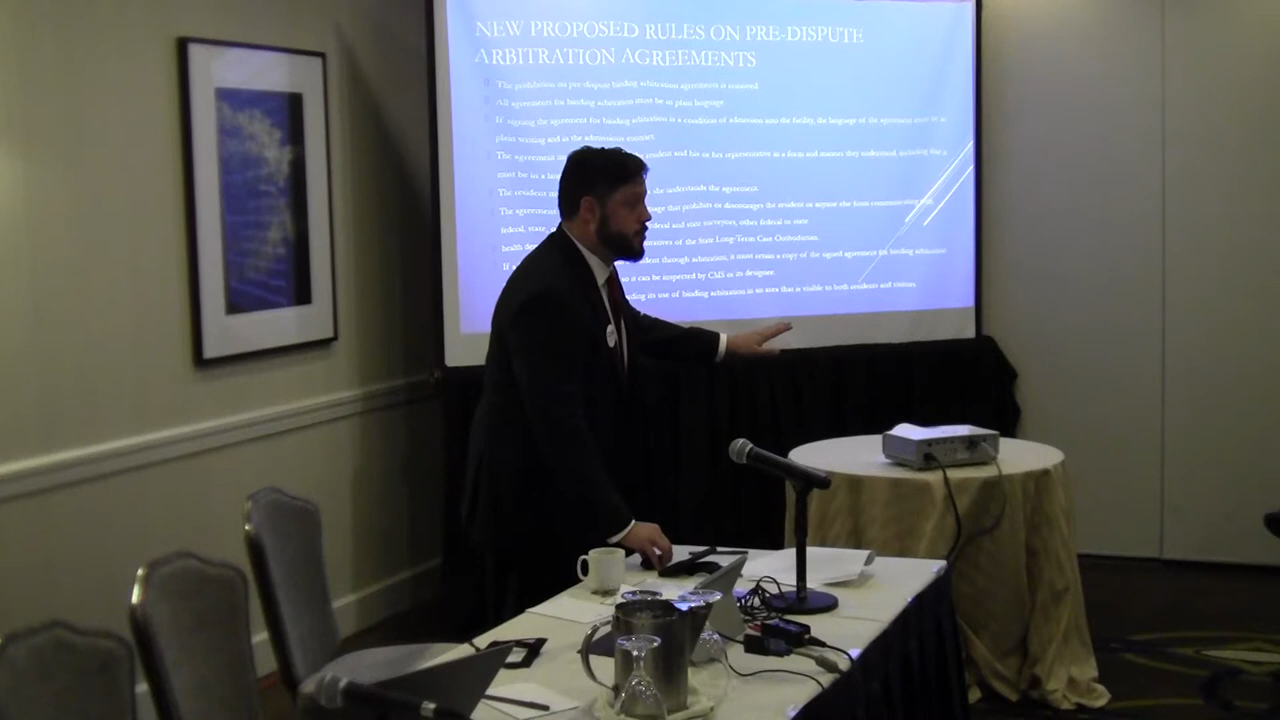 NEW PROPOSED RULES ON PRE-DISPUTE
ARBITRATION AGREEMENTS
The prohibition on pre-dispute binding arbitration agreements is removed.
All agreements for binding arbitration must be in plain language.
If signing the agreement for binding arbitration is a condition of admission into the facility, the language of the agreement must be in
plain writing and in the admissions contract.
The agreement resident and his or her representative in a form and manner they understand, including that it
must be in a
The resident she understands the agreement.
The agreement that prohibits or discourages the resident or anyone else from communicating with
federal, state, federal and state surveyors, other federal or state
health of the State Long-Term Care Ombudsman.
If a resident through arbitration, it must retain a copy of the signed agreement for binding arbitration
so it can be inspected by CMS or its designee.
its use of binding arbitration in an area that is visible to both residents and visitors.